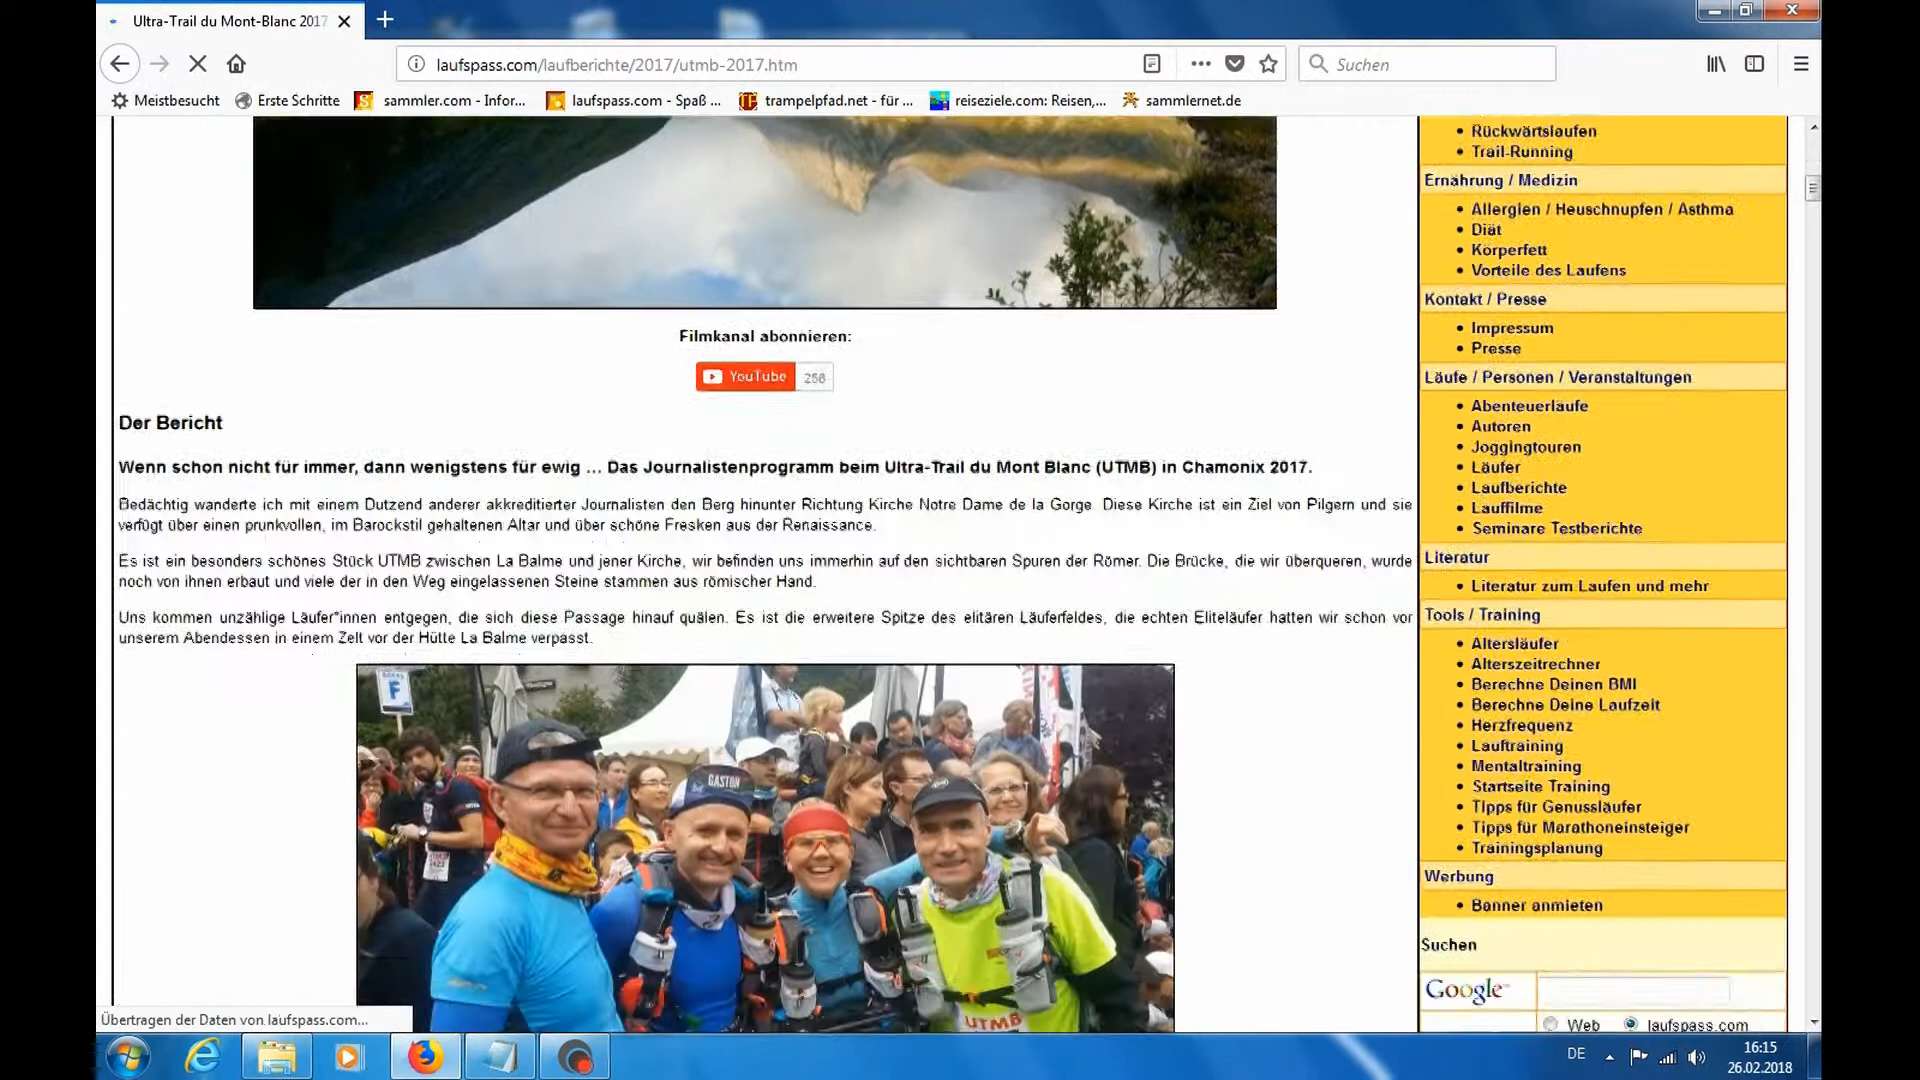 Ultra-Trail du Mont-Blanc 2017
laufspass.com/laufberichte/2017/utmb-2017.htm
Suchen
Meistbesucht
Erste Schritte
sammler.com - Infor...
laufspass.com - Spaß ...
trampelpfad.net - für ...
reiseziele.com: Reisen,...
sammlernet.de
Filmkanal abonnieren:
YouTube
256
Der Bericht
Wenn schon nicht für immer, dann wenigstens für ewig ... Das Journalistenprogramm beim Ultra-Trail du Mont Blanc (UTMB) in Chamonix 2017.
Bedächtig wanderte ich mit einem Dutzend anderer akkreditierter Journalisten den Berg hinunter Richtung Kirche Notre Dame de la Gorge. Diese Kirche ist ein Ziel von Pilgern und sie
verfügt über einen prunkvollen, im Barockstil gehaltenen Altar und über schöne Fresken aus der Renaissance.
Es ist ein besonders schönes Stück UTMB zwischen La Balme und jener Kirche, wir befinden uns immerhin auf den sichtbaren Spuren der Römer. Die Brücke, die wir überqueren, wurde
noch von ihnen erbaut und viele der in den Weg eingelassenen Steine stammen aus römischer Hand.
Uns kommen unzählige Läufer*innen entgegen, die sich diese Passage hinauf quälen. Es ist die erweitere Spitze des elitären Läuferfeldes, die echten Eliteläufer hatten wir schon vor
unserem Abendessen in einem Zelt vor der Hütte La Balme verpasst.
F
GASTON
UTMB
Rückwärtslaufen
Trail-Running
Ernährung / Medizin
Allergien / Heuschnupfen / Asthma
Diät
Körperfett
Vorteile des Laufens
Kontakt / Presse
Impressum
Presse
Läufe / Personen / Veranstaltungen
Abenteuerläufe
Autoren
Joggingtouren
Läufer
Laufberichte
Lauffilme
Seminare Testberichte
Literatur
Literatur zum Laufen und mehr
Tools / Training
Altersläufer
Alterszeitrechner
Berechne Deinen BMI
Berechne Deine Laufzeit
Herzfrequenz
Lauftraining
Mentaltraining
Startseite Training
Tipps für Genussläufer
Tipps für Marathoneinsteiger
Trainingsplanung
Werbung
Banner anmieten
Suchen
Google
Web
laufspass.com
Übertragen der Daten von laufspass.com...
DE
16:15
26.02.2018